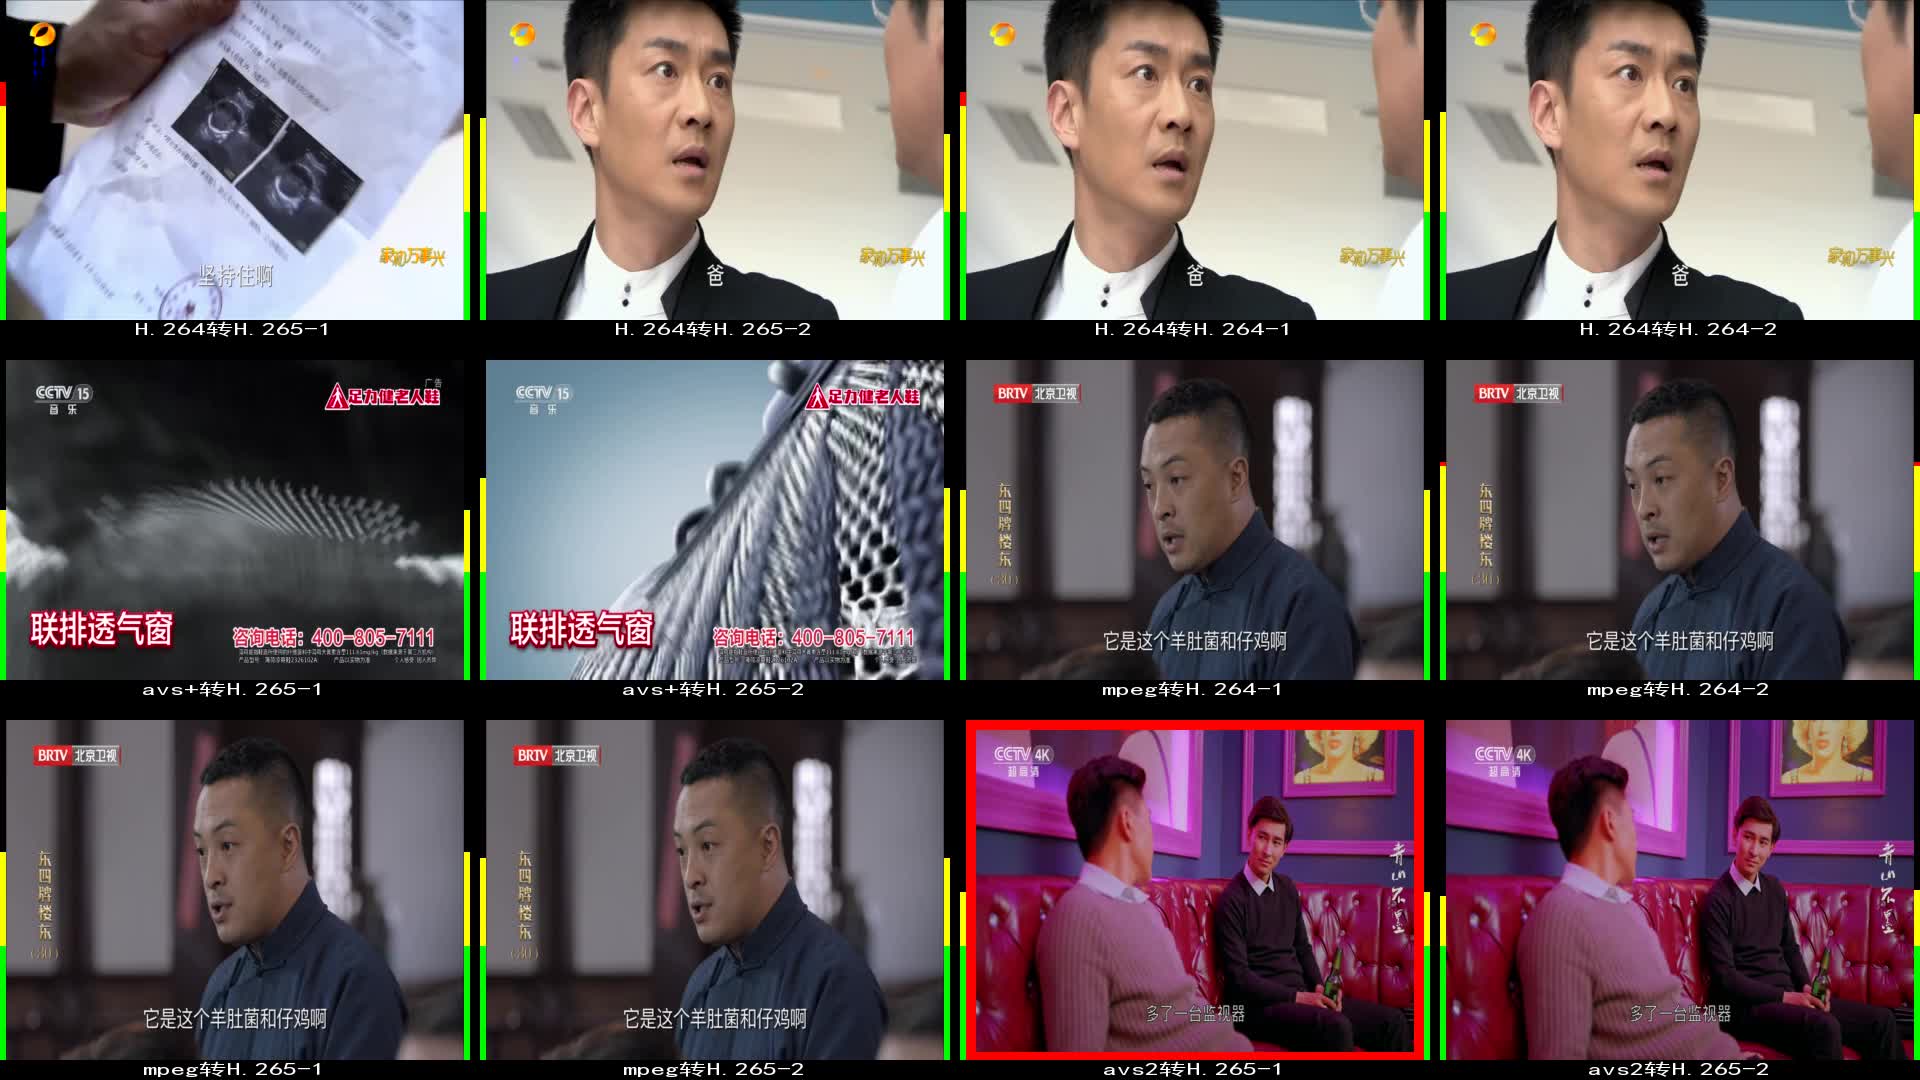 坚持住啊
家和万事兴
H.264转H.265-1
爸
家和万事兴
H.264转H.265-2
爸
家和万事兴
H.264转H.264-1
爸
家和万事兴
H.264转H.264-2
CCTV 15
音乐
广告
足力健老人鞋
联排透气窗
咨询电话：400-805-7111
avs+转H.265-1
CCTV 15
音乐
足力健老人鞋
联排透气窗
咨询电话：400-805-7111
avs+转H.265-2
BRTV 北京卫视
东四牌楼东
(30)
它是这个羊肚菌和仔鸡啊
mpeg转H.264-1
BRTV 北京卫视
东四牌楼东
(30)
它是这个羊肚菌和仔鸡啊
mpeg转H.264-2
BRTV 北京卫视
东四牌楼东
(30)
它是这个羊肚菌和仔鸡啊
mpeg转H.265-1
BRTV 北京卫视
东四牌楼东
(30)
它是这个羊肚菌和仔鸡啊
mpeg转H.265-2
CCTV 4K
超高清
青山不墨
多了一台监视器
avs2转H.265-1
CCTV 4K
超高清
青山不墨
多了一台监视器
avs2转H.265-2